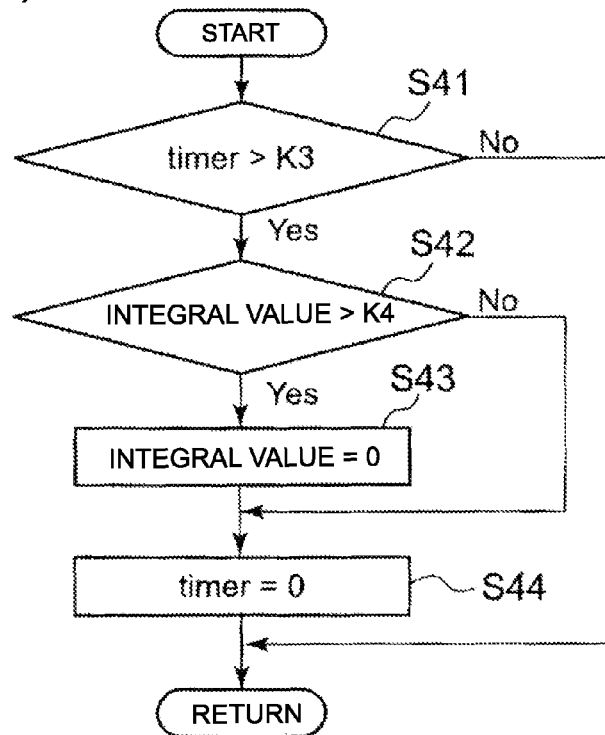 )
START
S41
timer > K3
No
Yes
S42
INTEGRAL VALUE > K4
No
Yes
S43
INTEGRAL VALUE = 0
timer = 0
S44
RETURN